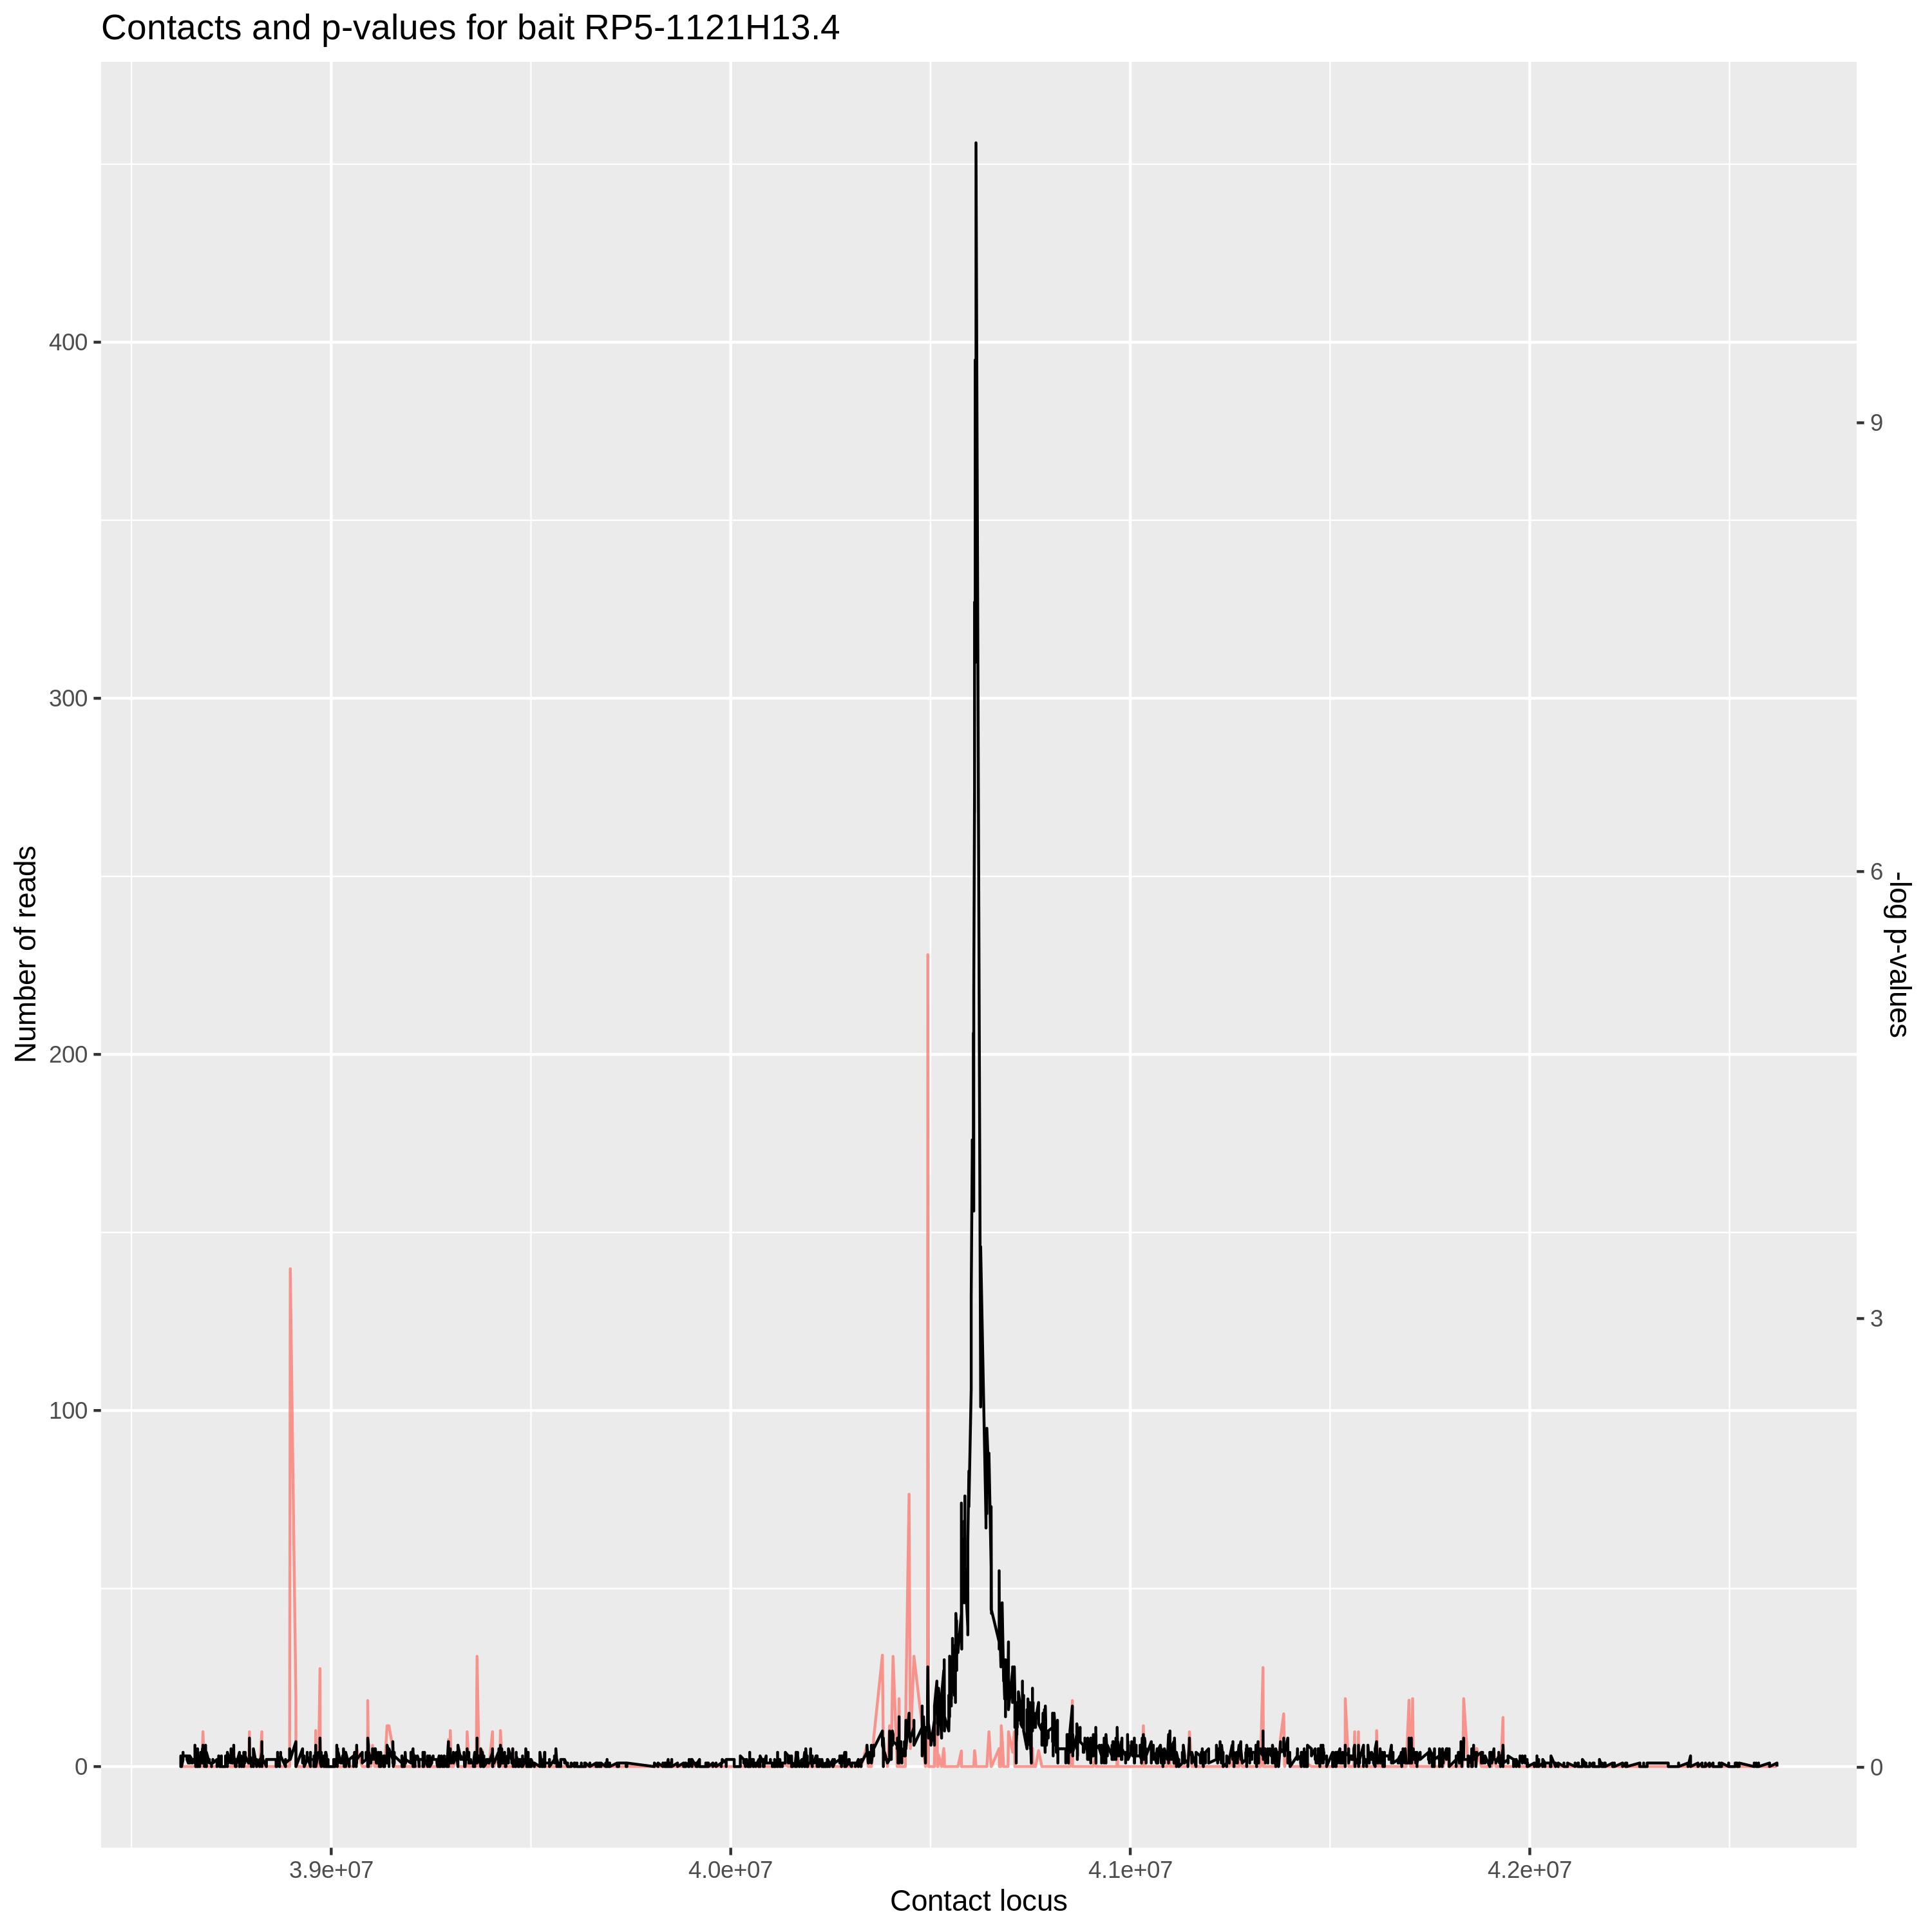 Contacts and p-values for bait RP5-1121H13.4
Number of reads
400
300
200
100
0
9
6
3
0
-log p-values
3.9e+07
4.0e+07
4.1e+07
4.2e+07
Contact locus